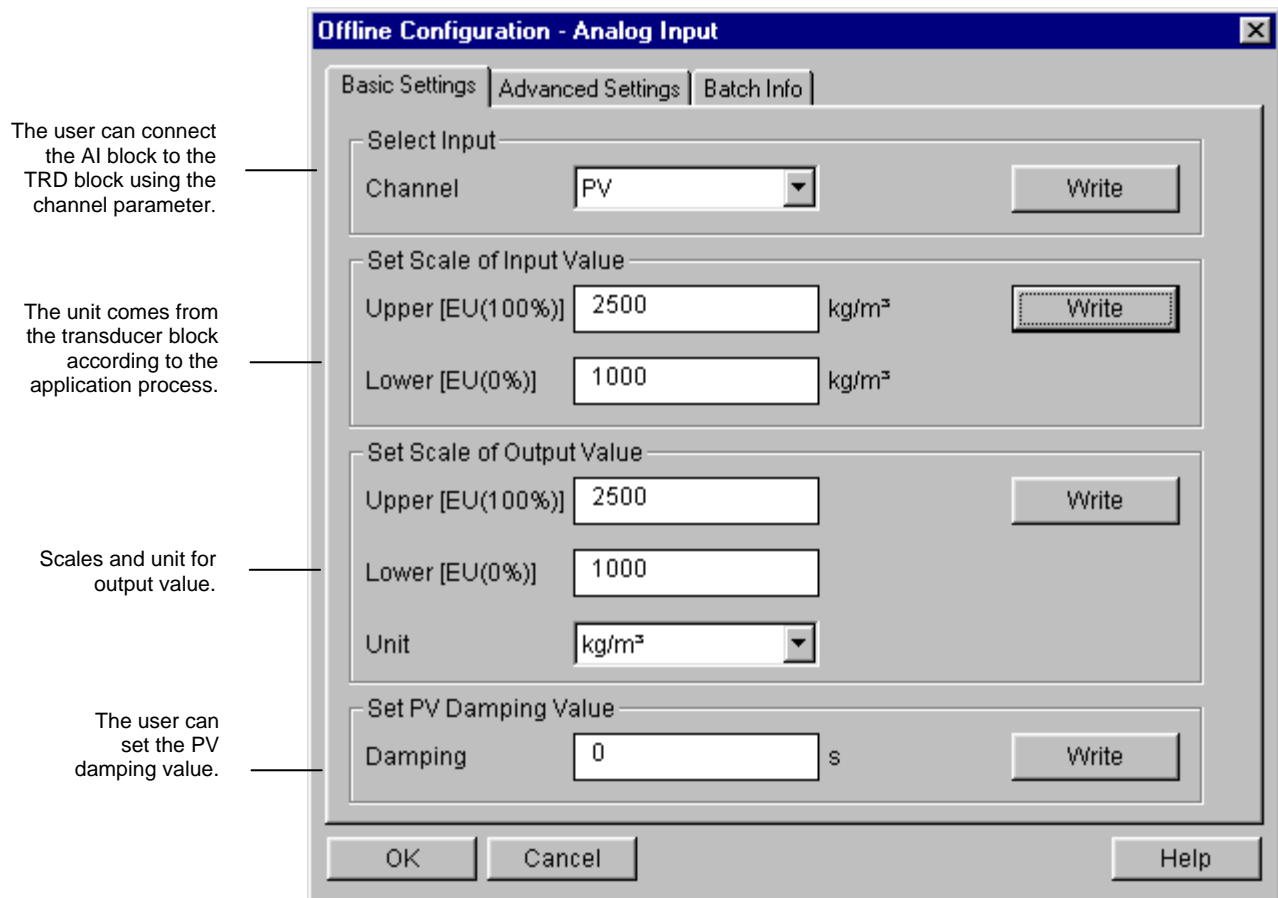 Offline Configuration - Analog Input
Basic Settings
Advanced Settings
Batch Info
The user can connect
the AI block to the
TRD block using the
channel parameter.
Select Input
Channel
PV
Write
The unit comes from
the transducer block
according to the
application process.
Set Scale of Input Value
Upper [EU(100%)]
2500
kg/m³
Write
Lower [EU(0%)]
1000
kg/m³
Scales and unit for
output value.
Set Scale of Output Value
Upper [EU(100%)]
2500
Write
Lower [EU(0%)]
1000
Unit
kg/m³
The user can
set the PV
damping value.
Set PV Damping Value
Damping
0
s
Write
OK
Cancel
Help